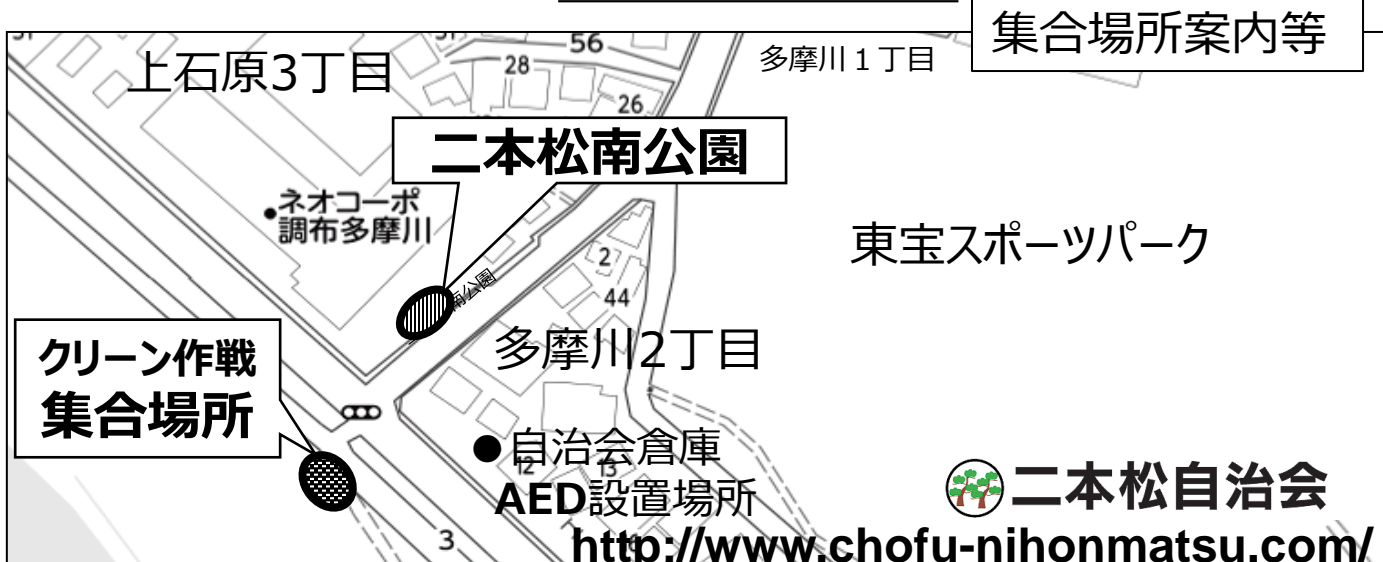 集合場所案内等
上石原3丁目
56
28
26
多摩川１丁目
二本松南公園
ネオコーポ
調布多摩川
東宝スポーツパーク
2
44
南公園
多摩川2丁目
クリーン作戦
集合場所
●自治会倉庫
12
13
AED設置場所
3
二本松自治会
http://www.chofu-nihonmatsu.com/